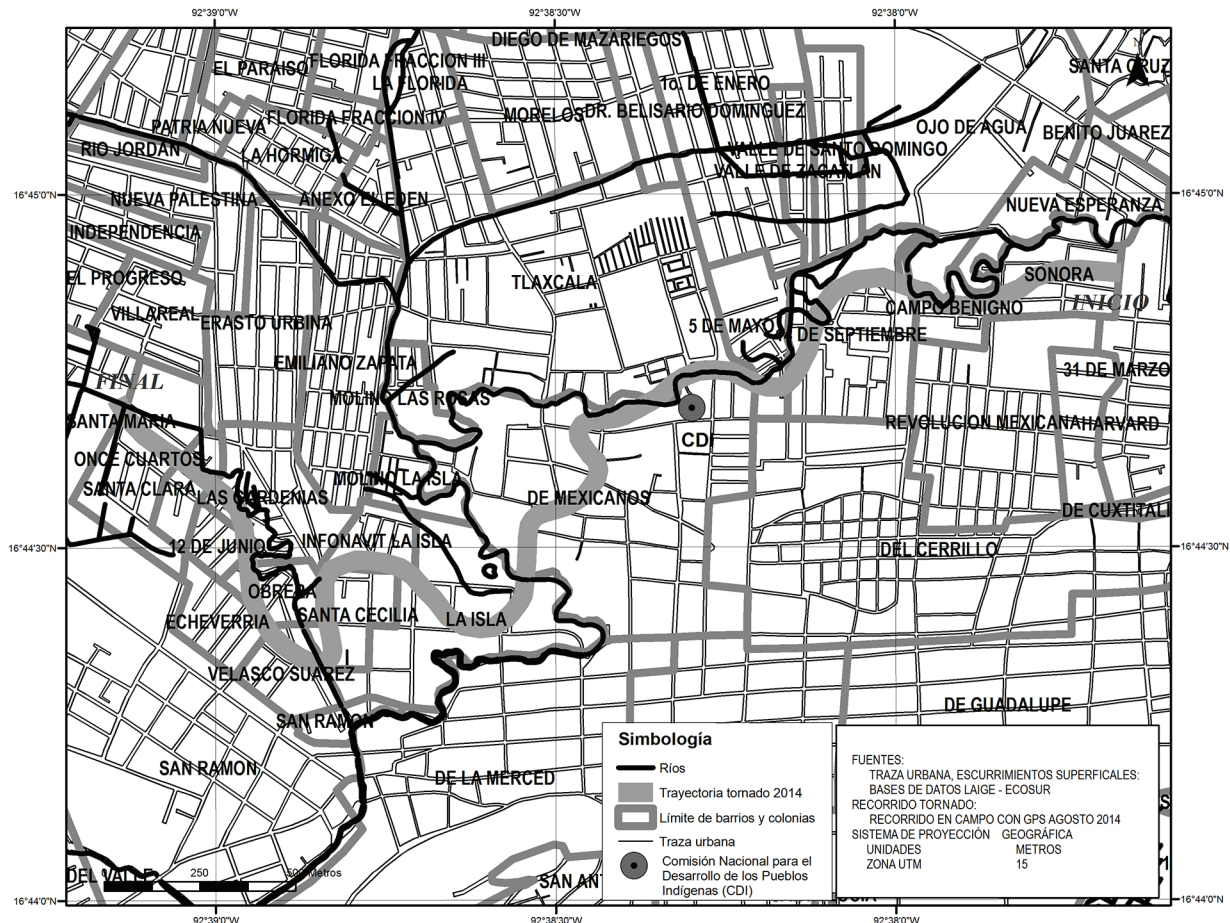 92°39'0"W
92°38'30"W
92°38'0"W
DIEGO DE MAZARIEGOS
FLORIDA FRACCION III
EL PARAISO
LA FLORIDA
1o. DE ENERO
SANTA CRUZ
FLORIDA FRACCION IV
MORELOS
DR. BELISARIO DOMINGUEZ
PATRIA NUEVA
OJO DE AGUA
BENITO JUAREZ
RIO JORDAN
LA HORMIGA
VALLE DE SANTO DOMINGO
VALLE DE ZACATLAN
16°45'0"N
16°45'0"N
NUEVA PALESTINA
ANEXO EL EDEN
NUEVA ESPERANZA
INDEPENDENCIA
EL PROGRESO
TLAXCALA
SONORA
VILLAREAL
ERASTO URBINA
CAMPO BENIGNO
INICIO
5 DE MAYO
DE SEPTIEMBRE
EMILIANO ZAPATA
31 DE MARZO
FINAL
MOLINO LAS ROSAS
SANTA MARIA
CDI
REVOLUCION MEXICANA
HARVARD
ONCE CUARTOS
MOLINO LA ISLA
SANTA CLARA
LAS GARDENIAS
DE MEXICANOS
DE CUXTITALI
16°44'30"N
12 DE JUNIO
INFONAVIT LA ISLA
DEL CERRILLO
16°44'30"N
OBRERA
ECHEVERRIA
SANTA CECILIA
LA ISLA
VELASCO SUAREZ
SAN RAMON
DE GUADALUPE
SAN RAMON
DE LA MERCED
DEL VALLE
0
250
500 Metros
SAN ANT
Simbología
Ríos
Trayectoria tornado 2014
Límite de barrios y colonias
Traza urbana
Comisión Nacional para el
Desarrollo de los Pueblos
Indígenas (CDI)
FUENTES:
TRAZA URBANA, ESCURRIMIENTOS SUPERFICALES:
BASES DE DATOS LAIGE - ECOSUR
RECORRIDO TORNADO:
RECORRIDO EN CAMPO CON GPS AGOSTO 2014
SISTEMA DE PROYECCIÓN GEOGRÁFICA
UNIDADES METROS
ZONA UTM 15
16°44'0"N
16°44'0"N
92°39'0"W
92°38'30"W
92°38'0"W